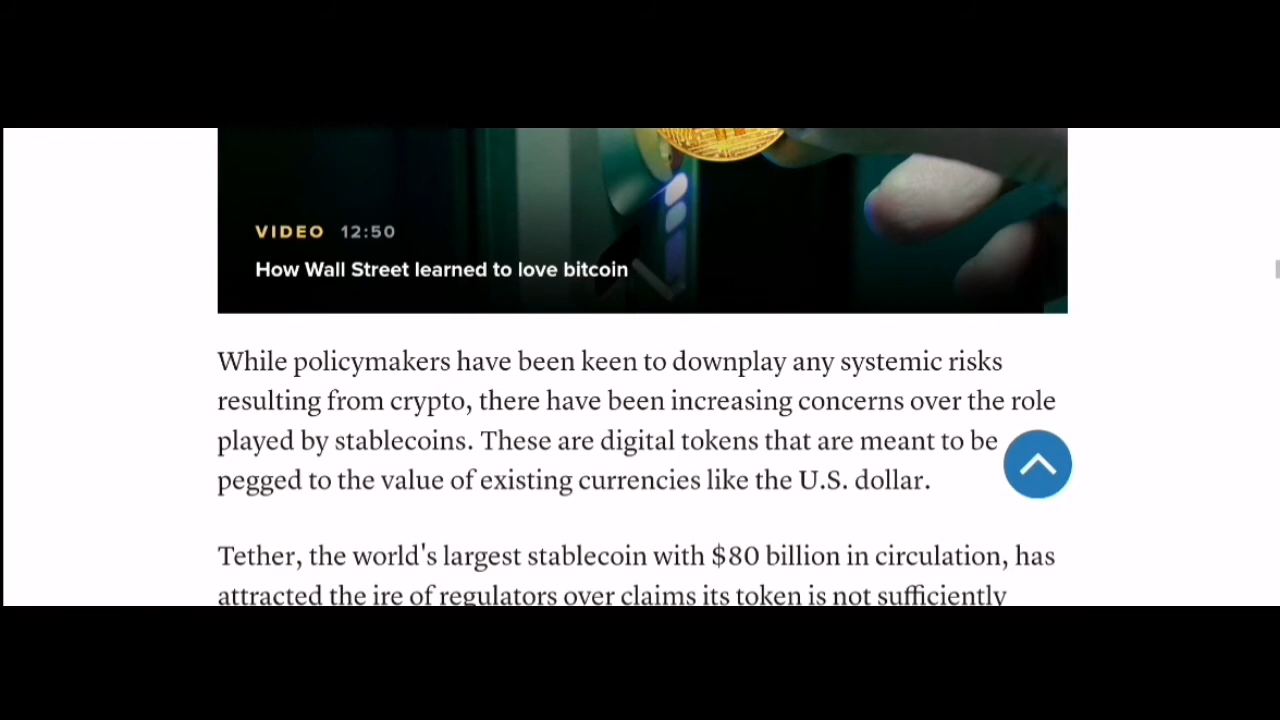 VIDEO 12:50
How Wall Street learned to love bitcoin
While policymakers have been keen to downplay any systemic risks
resulting from crypto, there have been increasing concerns over the role
played by stablecoins. These are digital tokens that are meant to be
pegged to the value of existing currencies like the U.S. dollar.
Tether, the world's largest stablecoin with $80 billion in circulation, has
attracted the ire of regulators over claims its token is not sufficiently